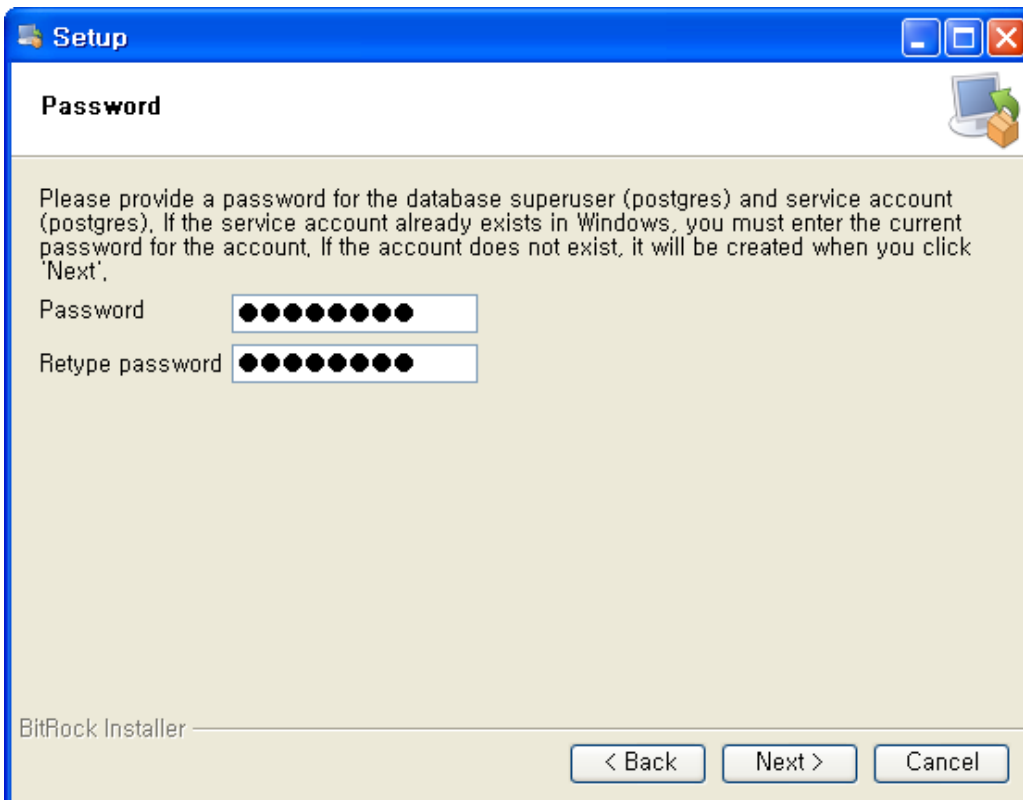 Setup
Password
Please provide a password for the database superuser (postgres) and service account
(postgres). If the service account already exists in Windows, you must enter the current
password for the account. If the account does not exist, it will be created when you click
'Next'.
Password
●●●●●●●●
Retype password
●●●●●●●●
BitRock Installer
< Back
Next >
Cancel